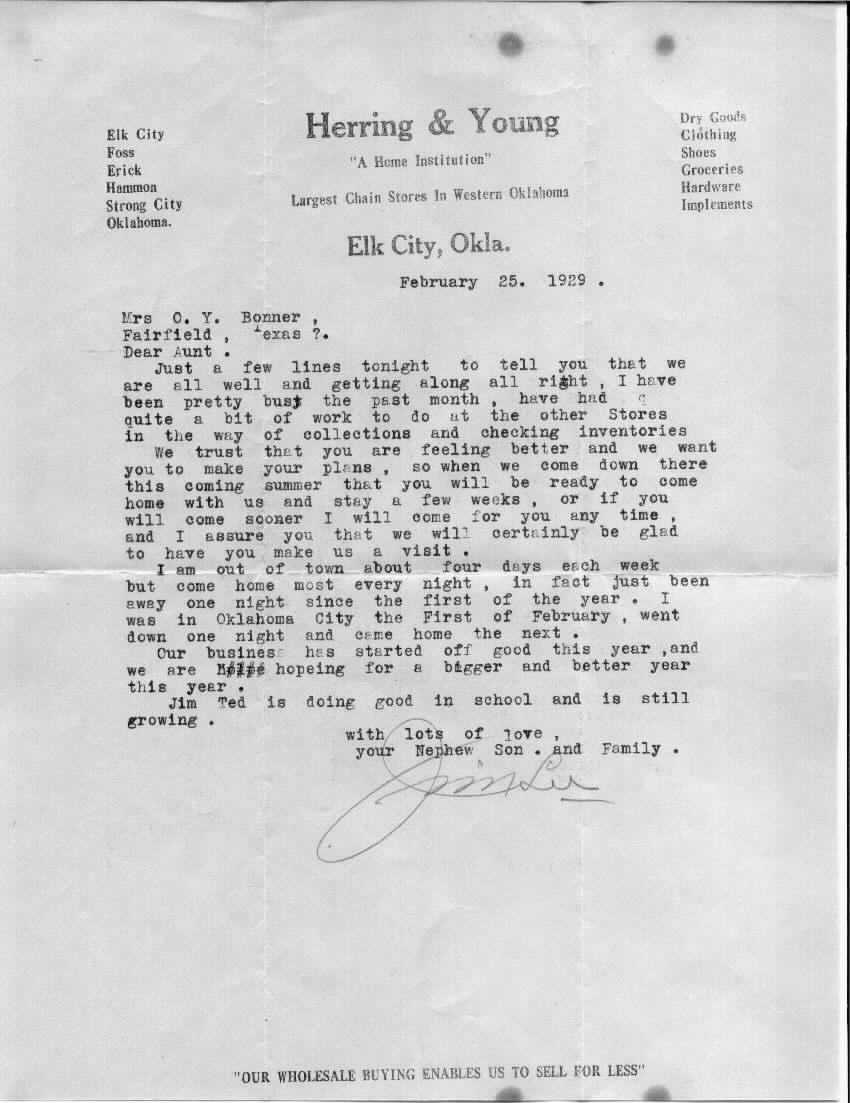 Herring & Young
"A Home Institution"
Largest Chain Stores In Western Oklahoma
Elk City, Okla.
Elk City
Foss
Erick
Hammon
Strong City
Oklahoma.
Dry Goods
Clothing
Shoes
Groceries
Hardware
Implements
February 25. 1929 .
Mrs O. Y. Bonner ,
Fairfield , Texas ?.
Dear Aunt .
Just a few lines tonight to tell you that we
are all well and getting along all right , I have
been pretty busy the past month , have had a
quite a bit of work to do at the other Stores
in the way of collections and checking inventories
We trust that you are feeling better and we want
you to make your plans , so when we come down there
this coming summer that you will be ready to come
home with us and stay a few weeks , or if you
will come sooner I will come for you any time ,
and I assure you that we will certainly be glad
to have you make us a visit .
I am out of town about four days each week
but come home most every night , in fact just been
away one night since the first of the year . I
was in Oklahoma City the First of February , went
down one night and came home the next .
Our business has started off good this year ,and
we are hopeing for a bigger and better year
this year .
Jim Ted is doing good in school and is still
growing .
with lots of love ,
your Nephew Son . and Family .
Jim Lee
"OUR WHOLESALE BUYING ENABLES US TO SELL FOR LESS"